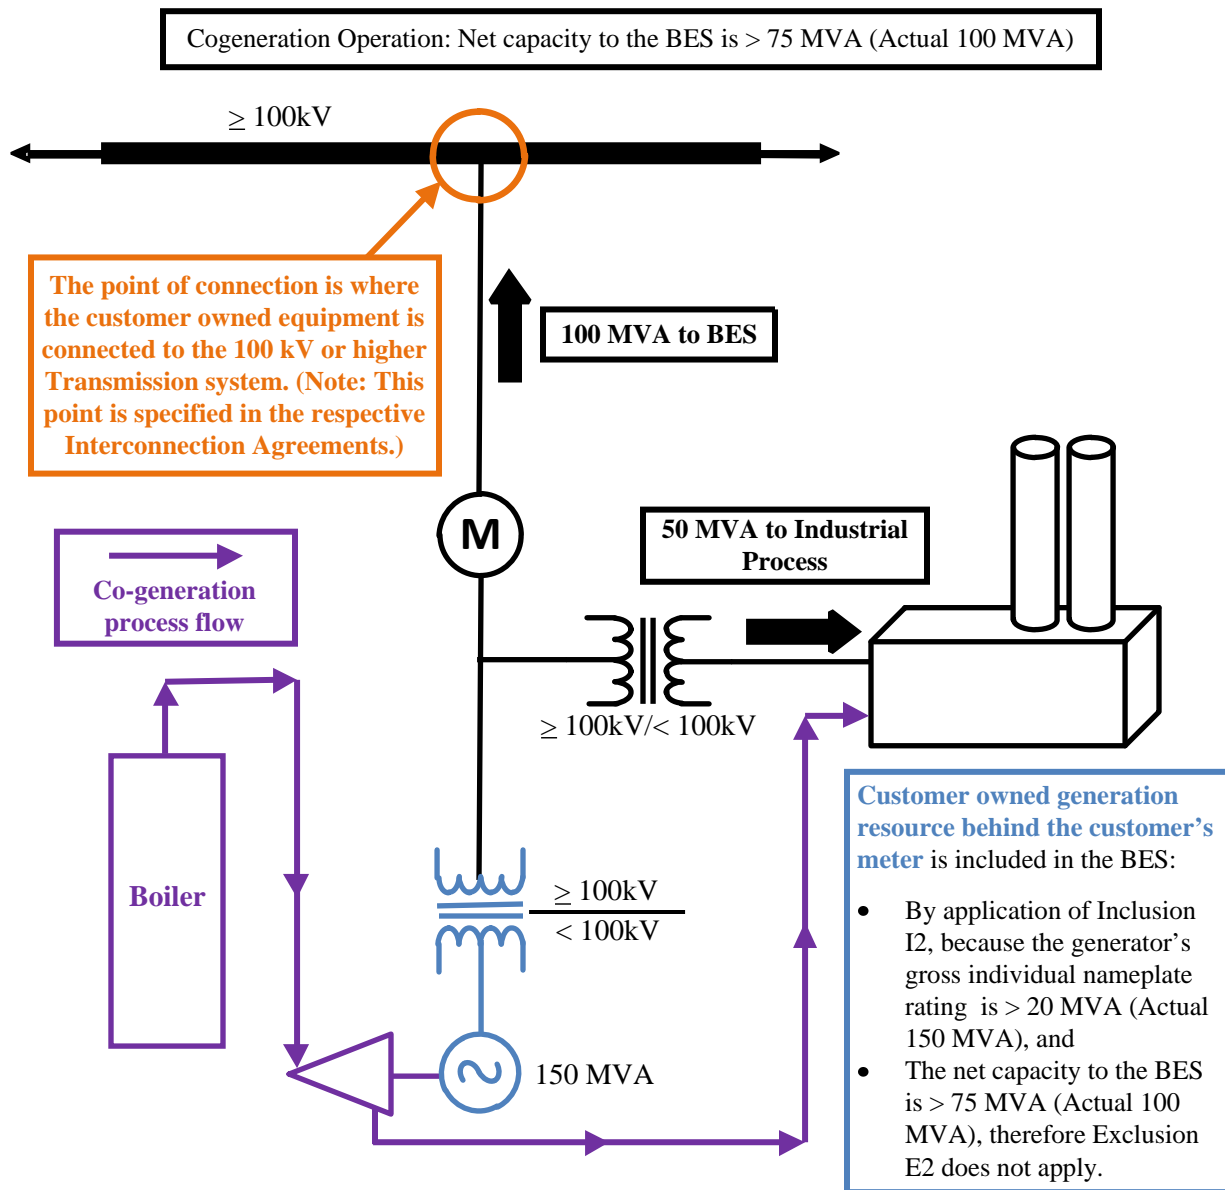 Cogeneration Operation: Net capacity to the BES is > 75 MVA (Actual 100 MVA)
≥ 100kV
The point of connection is where
the customer owned equipment is
connected to the 100 kV or higher
Transmission system. (Note: This
point is specified in the respective
Interconnection Agreements.)
100 MVA to BES
M
50 MVA to Industrial
Process
Co-generation
process flow
≥ 100kV/< 100kV
Boiler
≥ 100kV
< 100kV
150 MVA
Customer owned generation
resource behind the customer’s
meter is included in the BES:
• By application of Inclusion
I2, because the generator’s
gross individual nameplate
rating is > 20 MVA (Actual
150 MVA), and
• The net capacity to the BES
is > 75 MVA (Actual 100
MVA), therefore Exclusion
E2 does not apply.